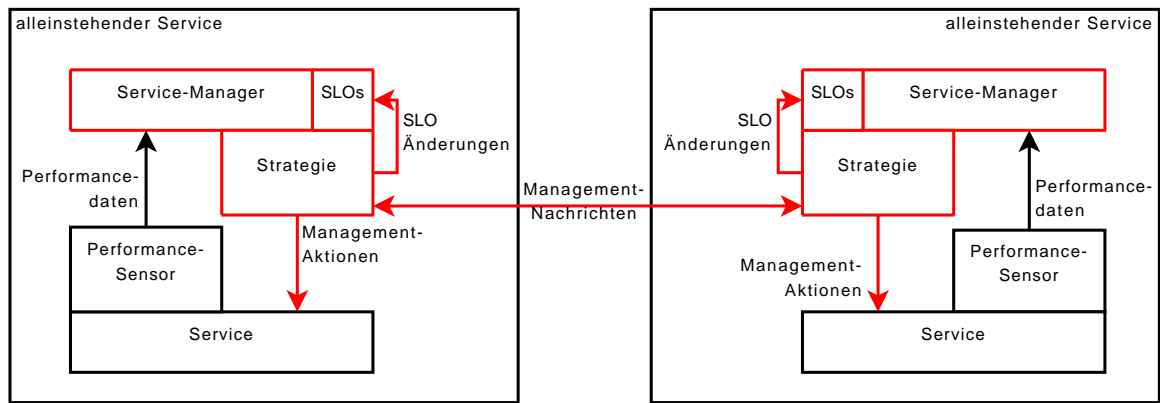 alleinstehender Service
Service-Manager
SLOs
SLO
Änderungen
Strategie
Performance-
daten
Management-
Aktionen
Performance-
Sensor
Service
Management-
Nachrichten
alleinstehender Service
SLOs
Service-Manager
SLO
Änderungen
Strategie
Performance-
daten
Management-
Aktionen
Performance-
Sensor
Service